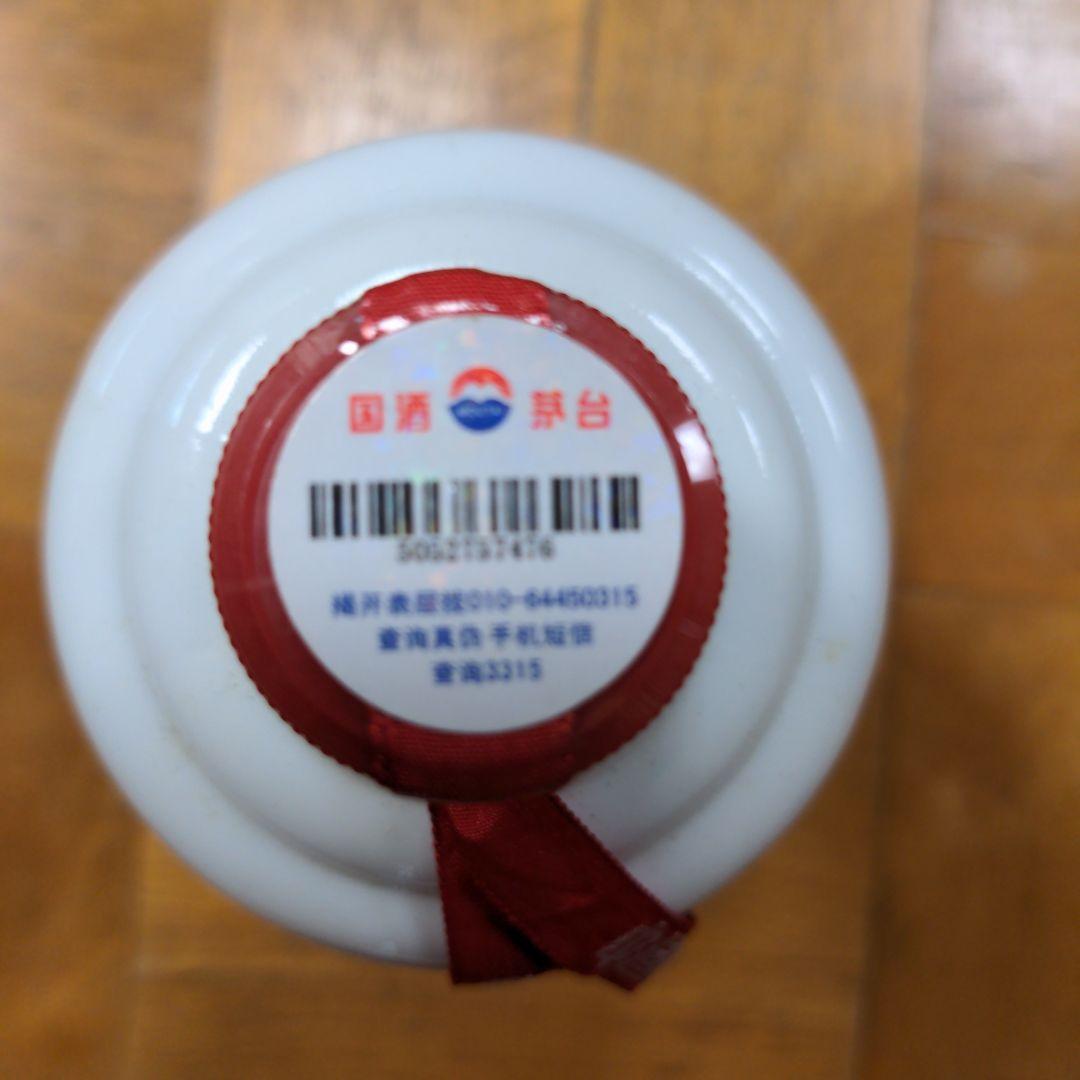 国酒 茅台
5052757476
揭开表层拨010-64450315
查询真伪 手机短信
查询3315